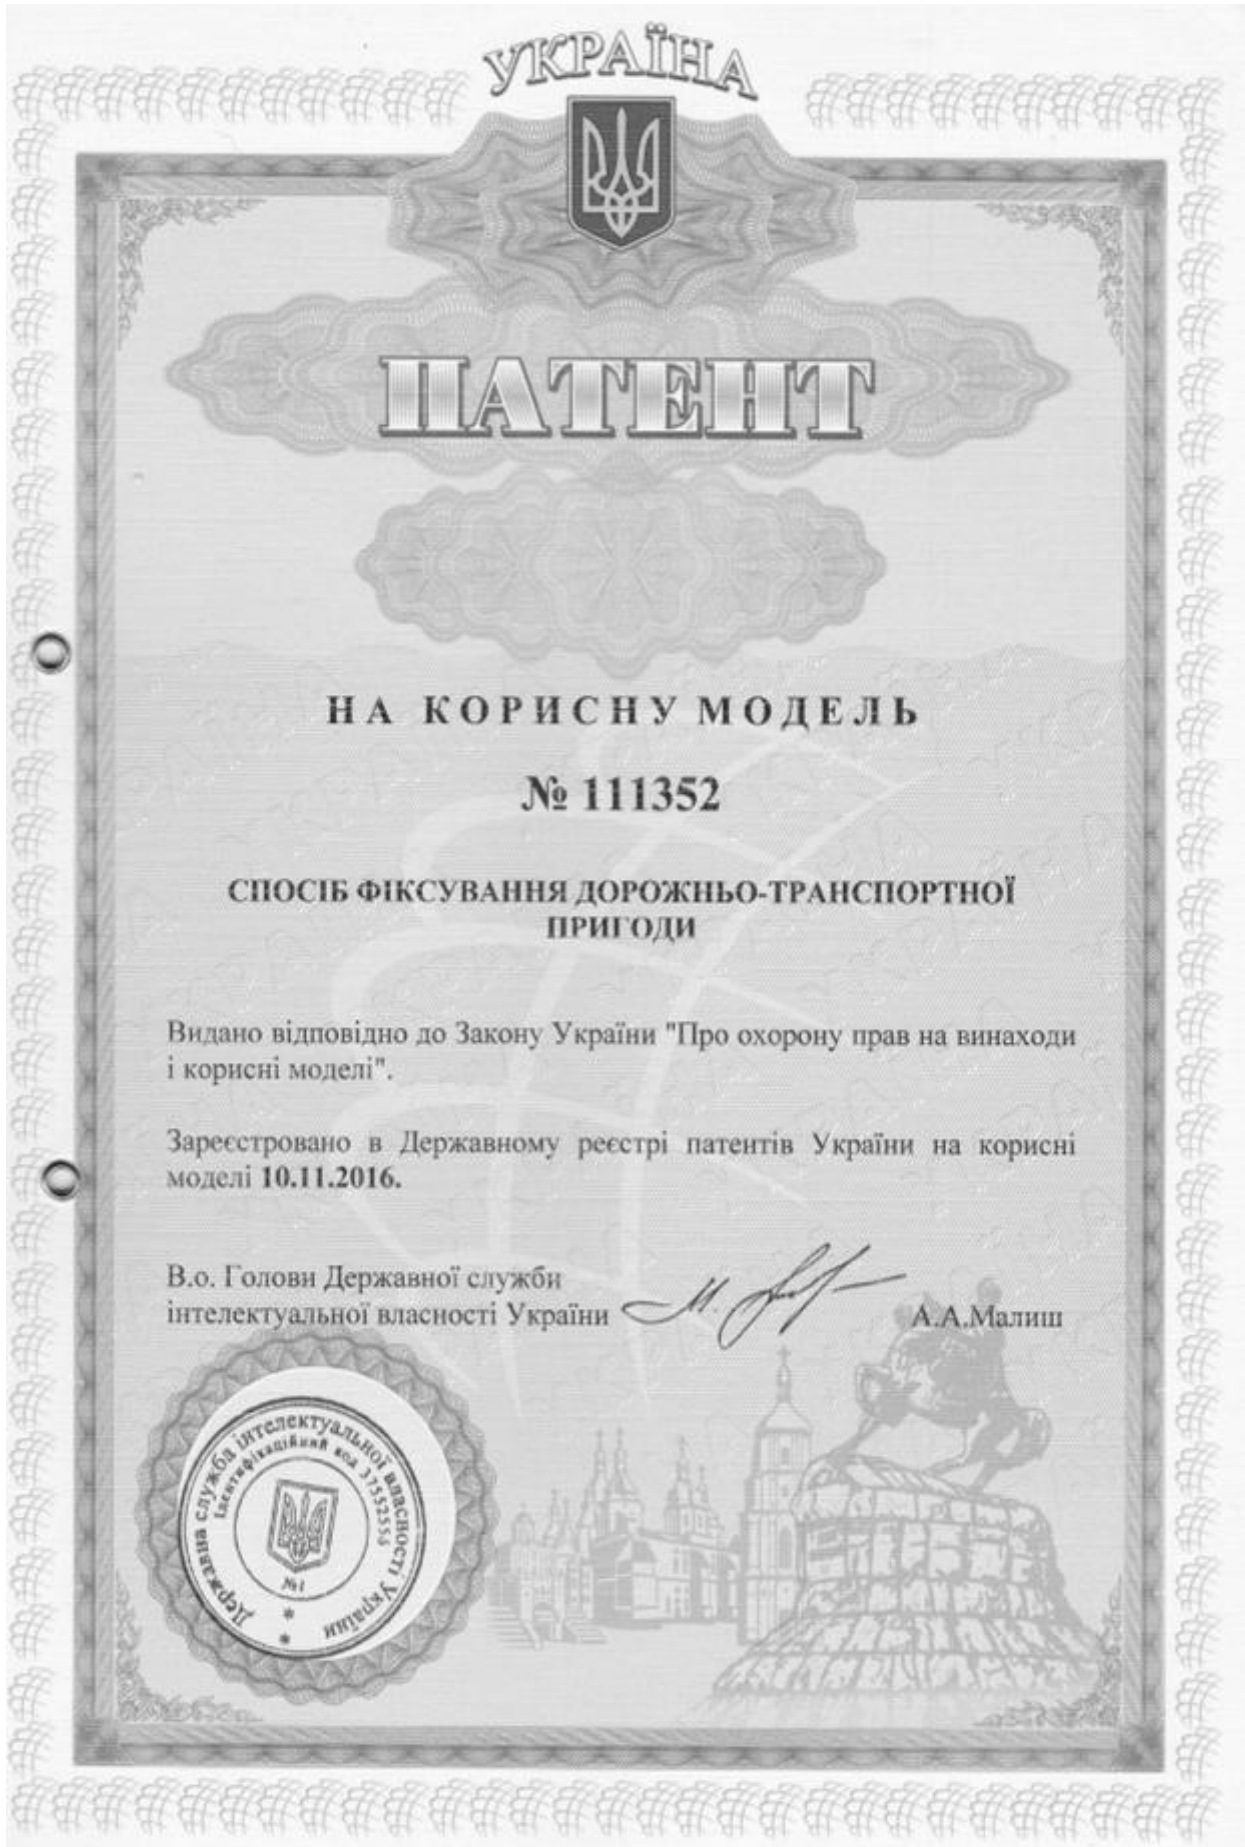 УКРАЇНА
ПАТЕНТ
НА КОРИСНУ МОДЕЛЬ
№ 111352
СПОСІБ ФІКСУВАННЯ ДОРОЖНЬО-ТРАНСПОРТНОЇ
ПРИГОДИ
Видано відповідно до Закону України "Про охорону прав на винаходи
і корисні моделі".
Зареєстровано в Державному реєстрі патентів України на корисні
моделі 10.11.2016.
В.о. Голови Державної служби
інтелектуальної власності України
А.А.Малиш
Державна служба інтелектуальної власності України
Ідентифікаційний код 37552556
№1